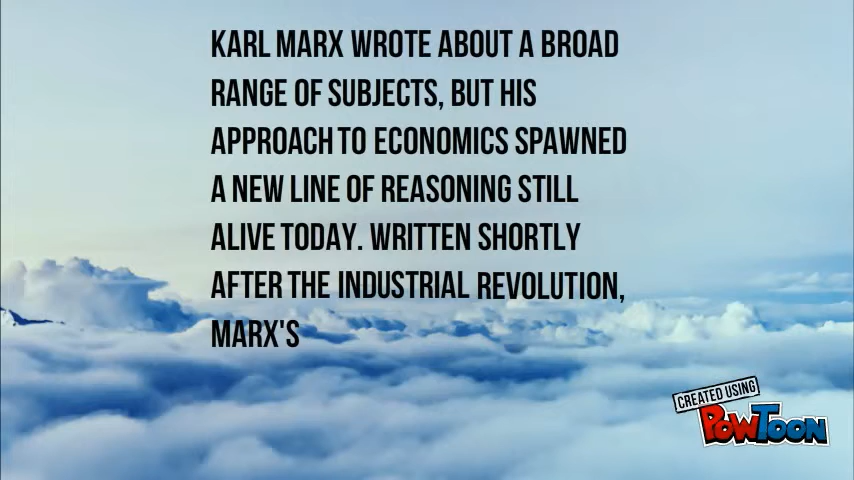 KARL MARX WROTE ABOUT A BROAD
RANGE OF SUBJECTS, BUT HIS
APPROACH TO ECONOMICS SPAWNED
A NEW LINE OF REASONING STILL
ALIVE TODAY. WRITTEN SHORTLY
AFTER THE INDUSTRIAL REVOLUTION,
MARX'S
CREATED USING
POWTOON